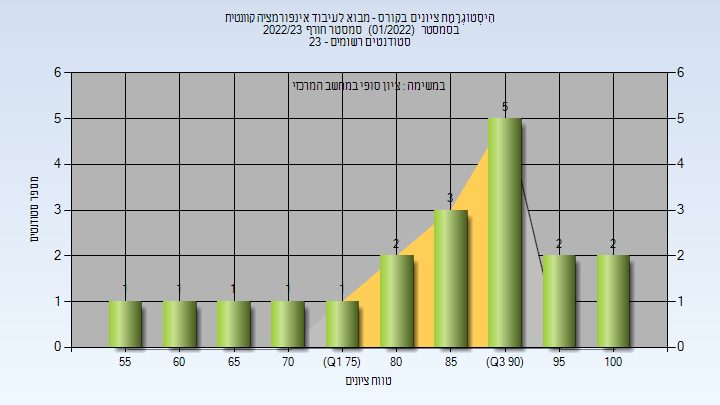 הִיסְטוֹגְרָמַת ציונים בקורס - מבוא לעיבוד אינפורמציה קוונטית
בסמסטר (01/2022) סמסטר חורף 2022/23
סטודנטים רשומים - 23
במשימה : ציון סופי במחשב המרכזי
מספר סטודנטים
6 6
5 5
4 4
3 3
2 2
1 1
0 0
1 1 1 1 1 2 3 5 2 2
55 60 65 70 (Q1 75) 80 85 (Q3 90) 95 100
טווח ציונים